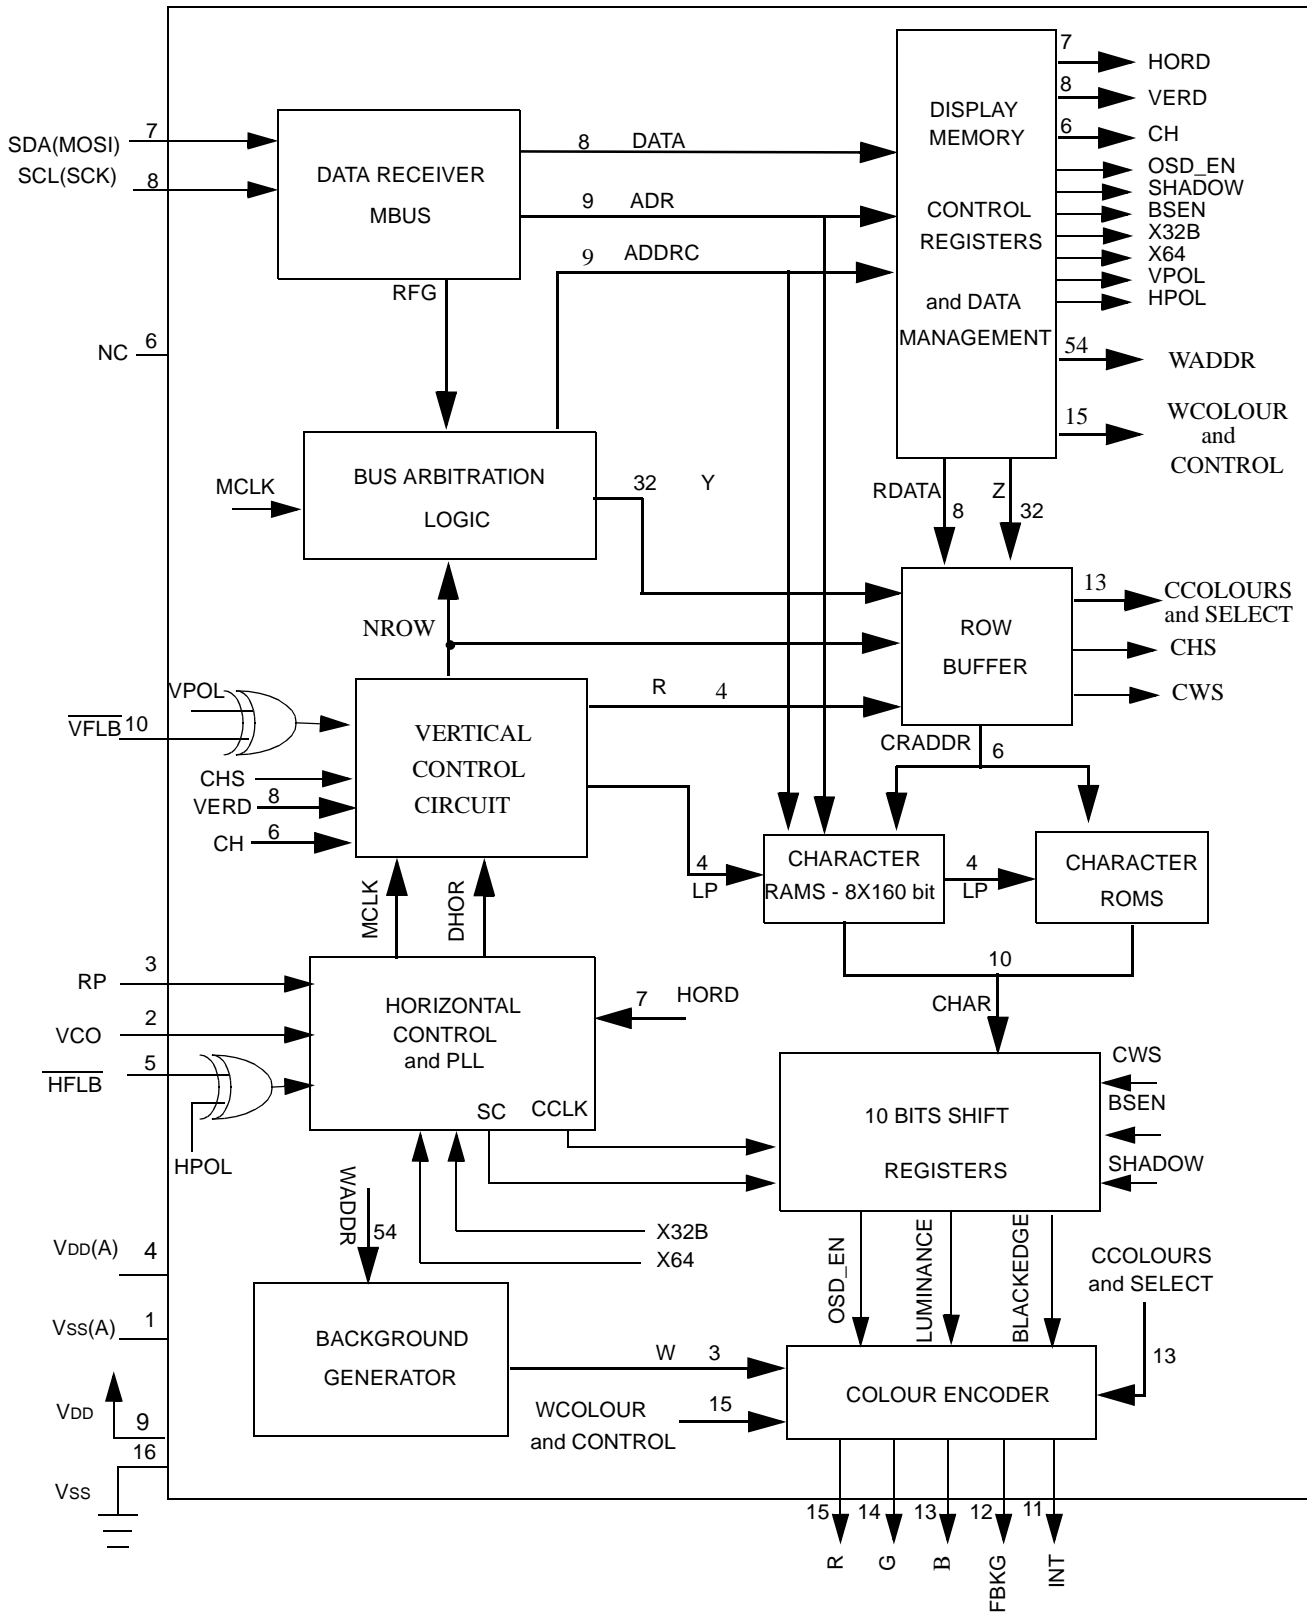 7
HORD
8
VERD
6
CH
OSD_EN
SHADOW
BSEN
X32B
X64
VPOL
HPOL
54
WADDR
15
WCOLOUR
and
CONTROL
DISPLAY
MEMORY
CONTROL
REGISTERS
and DATA
MANAGEMENT
SDA(MOSI)
7
SCL(SCK)
8
DATA RECEIVER
MBUS
8 DATA
9 ADR
9 ADDRC
RFG
NC
6
MCLK
BUS ARBITRATION
LOGIC
32 Y
RDATA
8
Z
32
NROW
ROW
BUFFER
13
CCOLOURS
and SELECT
CHS
CWS
VPOL
VFLB
10
CHS
VERD
8
CH
6
VERTICAL
CONTROL
CIRCUIT
R 4
CRADDR
6
4
LP
CHARACTER
RAMS - 8X160 bit
4
LP
CHARACTER
ROMS
MCLK
DHOR
10
CHAR
RP
3
VCO
2
HFLB
5
HPOL
HORIZONTAL
CONTROL
and PLL
SC
CCLK
7
HORD
10 BITS SHIFT
REGISTERS
CWS
BSEN
SHADOW
WADDR
54
X32B
X64
OSD_EN
LUMINANCE
BLACKEDGE
CCOLOURS
and SELECT
13
VDD(A)
4
VSS(A)
1
VDD
9
16
VSS
BACKGROUND
GENERATOR
W 3
WCOLOUR
and CONTROL
15
COLOUR ENCODER
15
14
13
12
11
R
G
B
FBKG
INT